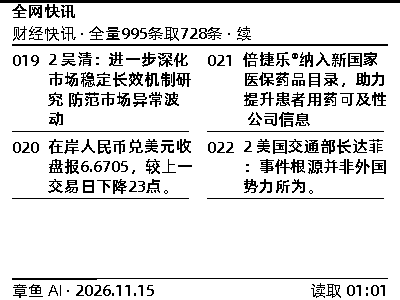 全网快讯
财经快讯 · 全量995条取728条 · 续
019 2 吴清：进一步深化
市场稳定长效机制研
究 防范市场异常波
动
020 在岸人民币兑美元收
盘报6.6705，较上一
交易日下降23点。
021 倍捷乐®纳入新国家
医保药品目录，助力
提升患者用药可及性
公司信息
022 2 美国交通部长达菲
：事件根源并非外国
势力所为。
章鱼 AI · 2026.11.15
读取 01:01